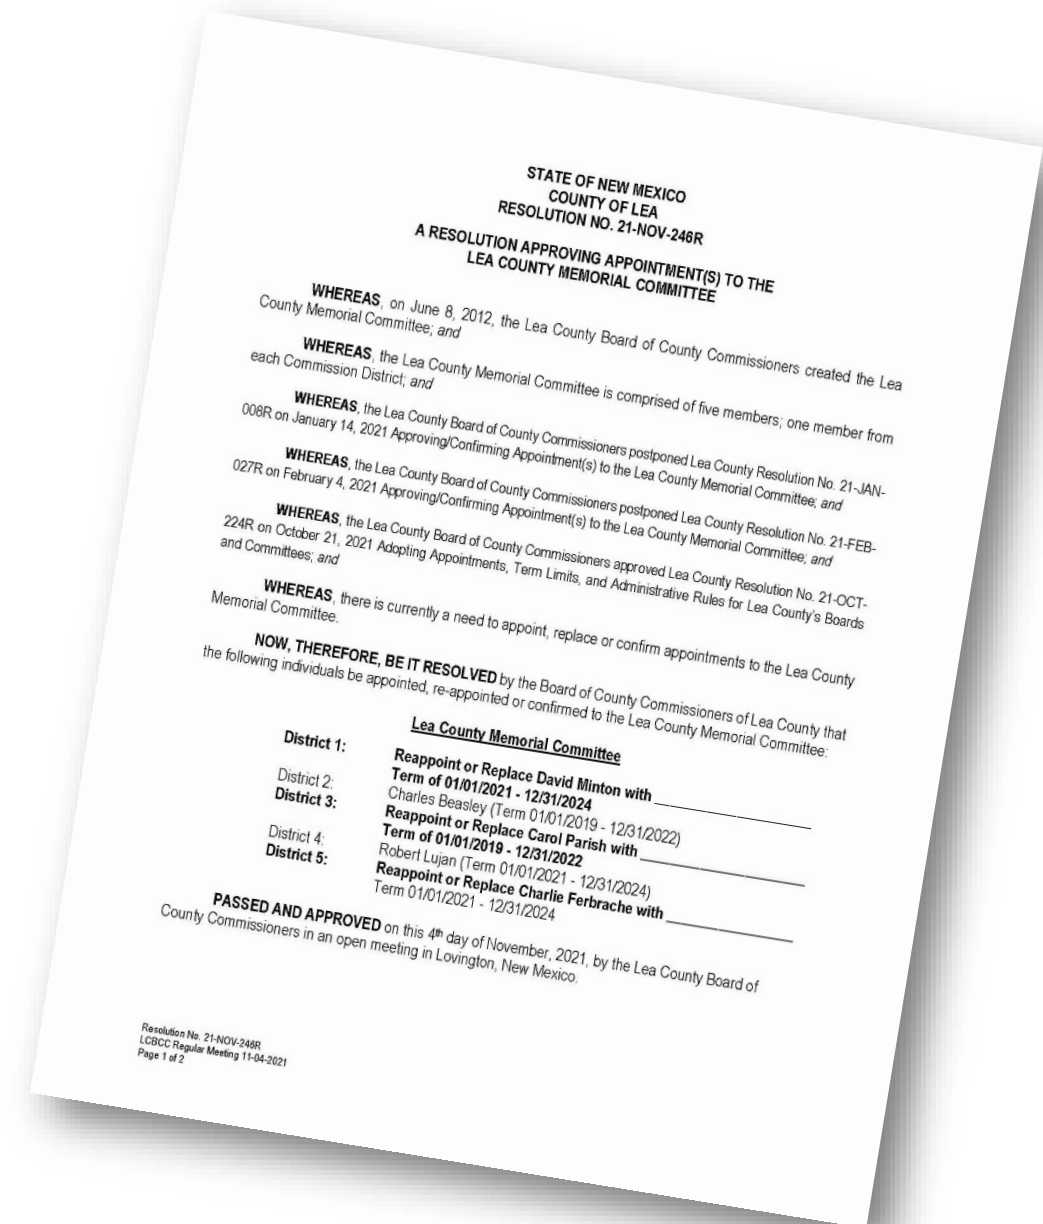 STATE OF NEW MEXICO
COUNTY OF LEA
RESOLUTION NO. 21-NOV-246R
A RESOLUTION APPROVING APPOINTMENT(S) TO THE
LEA COUNTY MEMORIAL COMMITTEE
WHEREAS, on June 8, 2012, the Lea County Board of County Commissioners created the Lea
County Memorial Committee; and
WHEREAS, the Lea County Memorial Committee is comprised of five members; one member from
each Commission District; and
WHEREAS, the Lea County Board of County Commissioners postponed Lea County Resolution No. 21-JAN-
008R on January 14, 2021 Approving/Confirming Appointment(s) to the Lea County Memorial Committee; and
WHEREAS, the Lea County Board of County Commissioners postponed Lea County Resolution No. 21-FEB-
027R on February 4, 2021 Approving/Confirming Appointment(s) to the Lea County Memorial Committee; and
WHEREAS, the Lea County Board of County Commissioners approved Lea County Resolution No. 21-OCT-
224R on October 21, 2021 Adopting Appointments, Term Limits, and Administrative Rules for Lea County's Boards
and Committees; and
WHEREAS, there is currently a need to appoint, replace or confirm appointments to the Lea County
Memorial Committee.
NOW, THEREFORE, BE IT RESOLVED by the Board of County Commissioners of Lea County that
the following individuals be appointed, re-appointed or confirmed to the Lea County Memorial Committee:
Lea County Memorial Committee
District 1: Reappoint or Replace David Minton with ____________________
Term of 01/01/2021 - 12/31/2024
District 2: Charles Beasley (Term 01/01/2019 - 12/31/2022)
District 3: Reappoint or Replace Carol Parish with ____________________
Term of 01/01/2019 - 12/31/2022
District 4: Robert Lujan (Term 01/01/2021 - 12/31/2024)
District 5: Reappoint or Replace Charlie Ferbrache with ________________
Term 01/01/2021 - 12/31/2024
PASSED AND APPROVED on this 4th day of November, 2021, by the Lea County Board of
County Commissioners in an open meeting in Lovington, New Mexico.
Resolution No. 21-NOV-246R
LCBCC Regular Meeting 11-04-2021
Page 1 of 2